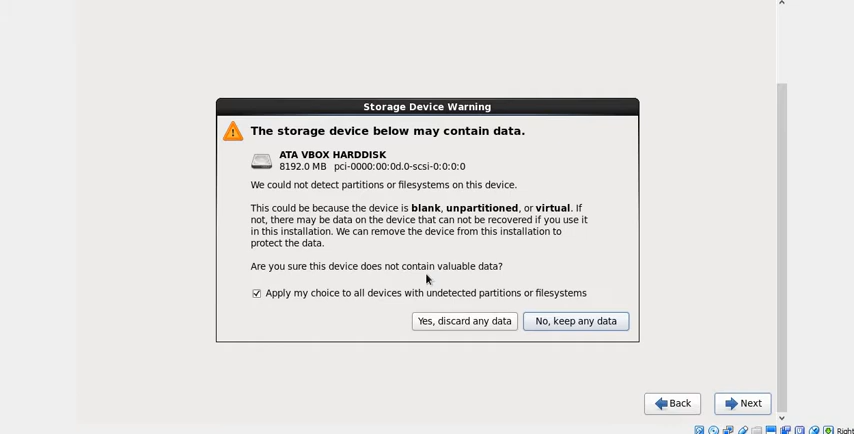 Storage Device Warning
The storage device below may contain data.
ATA VBOX HARDDISK
8192.0 MB pci-0000:00:0d.0-scsi-0:0:0:0
We could not detect partitions or filesystems on this device.
This could be because the device is blank, unpartitioned, or virtual. If
not, there may be data on the device that can not be recovered if you use it
in this installation. We can remove the device from this installation to
protect the data.
Are you sure this device does not contain valuable data?
Apply my choice to all devices with undetected partitions or filesystems
Yes, discard any data No, keep any data
Back Next
Right